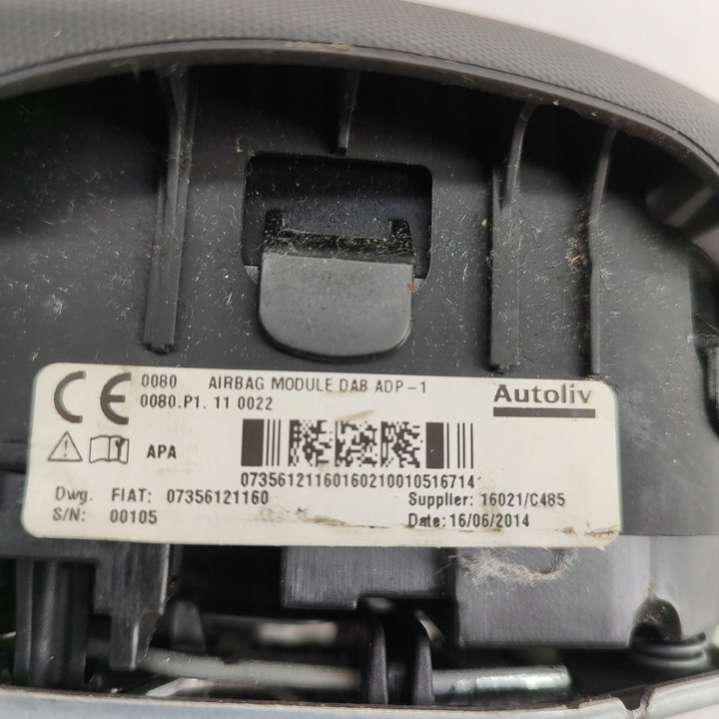 CE 0080 AIRBAG MODULE DAB ADP-1
0080.P1. 11 0022
Autoliv
APA
07356121160160210010516714
Dwg. FIAT: 07356121160
Supplier: 16021/C485
S/N: 00105
Date: 16/06/2014